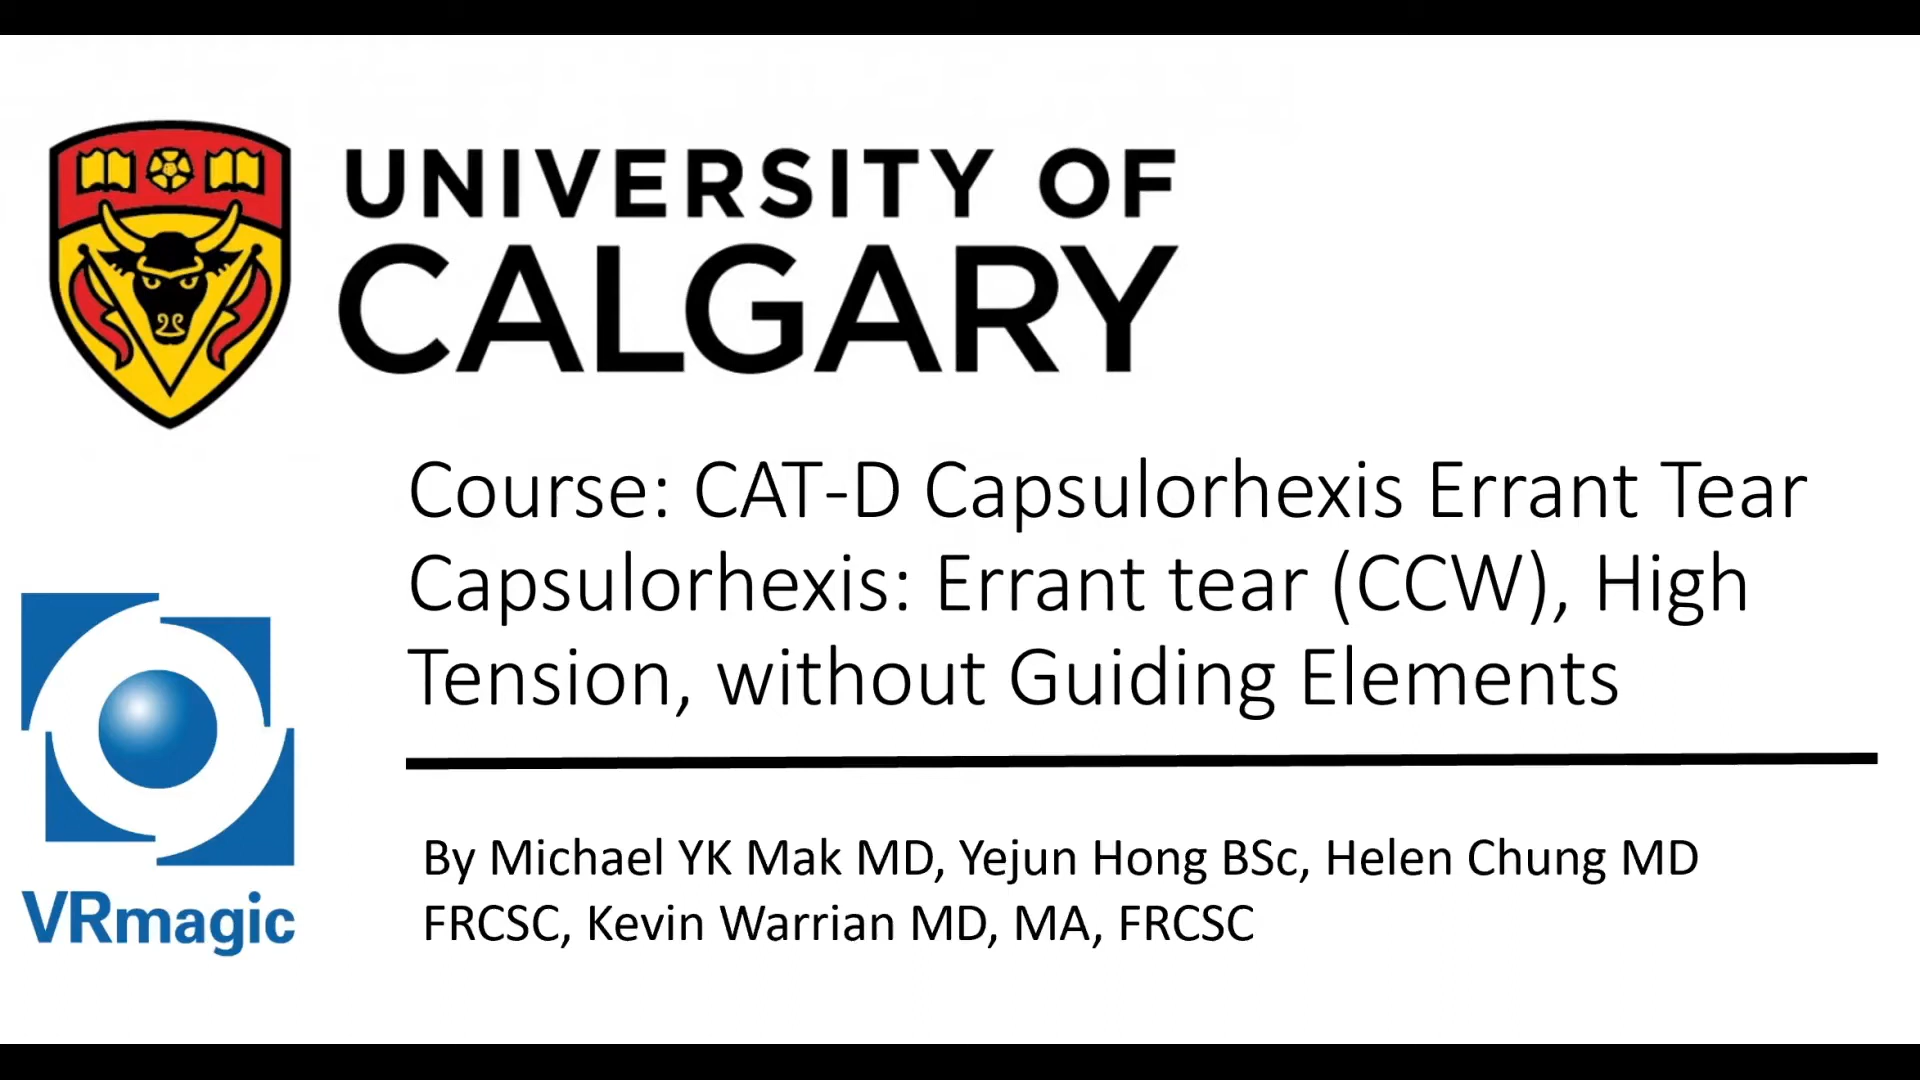 UNIVERSITY OF
CALGARY
Course: CAT-D Capsulorhexis Errant Tear
Capsulorhexis: Errant tear (CCW), High
Tension, without Guiding Elements
By Michael YK Mak MD, Yejun Hong BSc, Helen Chung MD
FRCSC, Kevin Warrian MD, MA, FRCSC
VRmagic